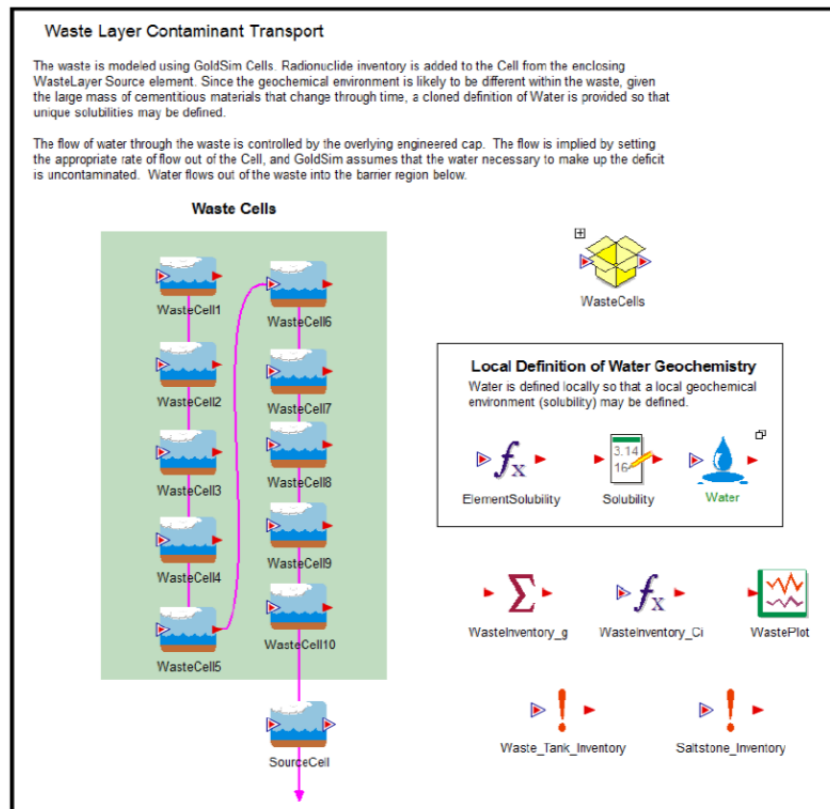 Waste Layer Contaminant Transport
The waste is modeled using GoldSim Cells. Radionuclide inventory is added to the Cell from the enclosing
WasteLayer Source element. Since the geochemical environment is likely to be different within the waste, given
the large mass of cementitious materials that change through time, a cloned definition of Water is provided so that
unique solubilities may be defined.
The flow of water through the waste is controlled by the overlying engineered cap.  The flow is implied by setting
the appropriate rate of flow out of the Cell, and GoldSim assumes that the water necessary to make up the deficit
is uncontaminated.  Water flows out of the waste into the barrier region below.
Waste Cells
WasteCell1
WasteCell2
WasteCell3
WasteCell4
WasteCell5
WasteCell6
WasteCell7
WasteCell8
WasteCell9
WasteCell10
SourceCell
WasteCells
Local Definition of Water Geochemistry
Water is defined locally so that a local geochemical
environment (solubility) may be defined.
fx
3.14
16
ElementSolubility
Solubility
Water
Σ
fx
WasteInventory_g
WasteInventory_Ci
WastePlot
!
!
Waste_Tank_Inventory
Saltstone_Inventory